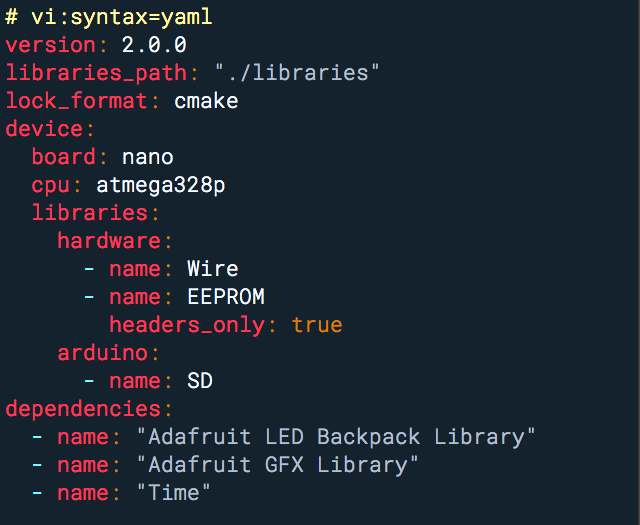 # vi:syntax=yaml
version: 2.0.0
libraries_path: "./libraries"
lock_format: cmake
device:
  board: nano
  cpu: atmega328p
  libraries:
    hardware:
      - name: Wire
      - name: EEPROM
        headers_only: true
    arduino:
      - name: SD
dependencies:
  - name: "Adafruit LED Backpack Library"
  - name: "Adafruit GFX Library"
  - name: "Time"